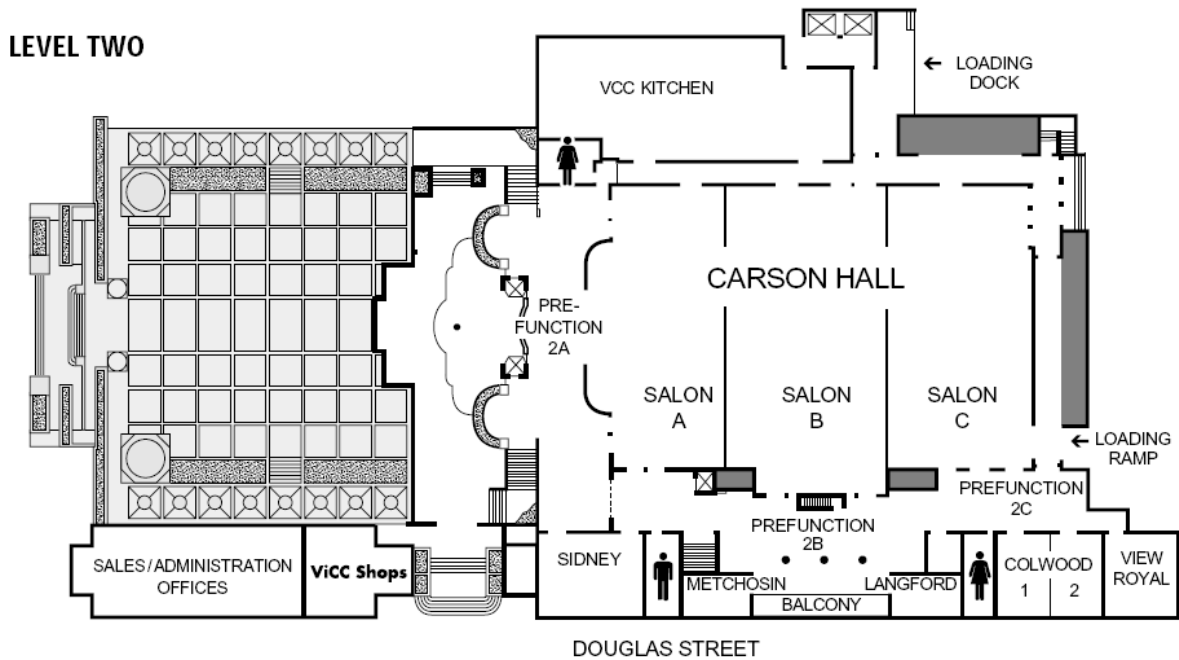 LEVEL TWO
LOADING
DOCK
VCC KITCHEN
CARSON HALL
PRE-
FUNCTION
2A
SALON
A
SALON
B
SALON
C
LOADING
RAMP
PREFUNCTION
2C
PREFUNCTION
2B
SALES / ADMINISTRATION
OFFICES
ViCC Shops
SIDNEY
METCHOSIN
LANGFORD
BALCONY
COLWOOD
1 2
VIEW
ROYAL
DOUGLAS STREET